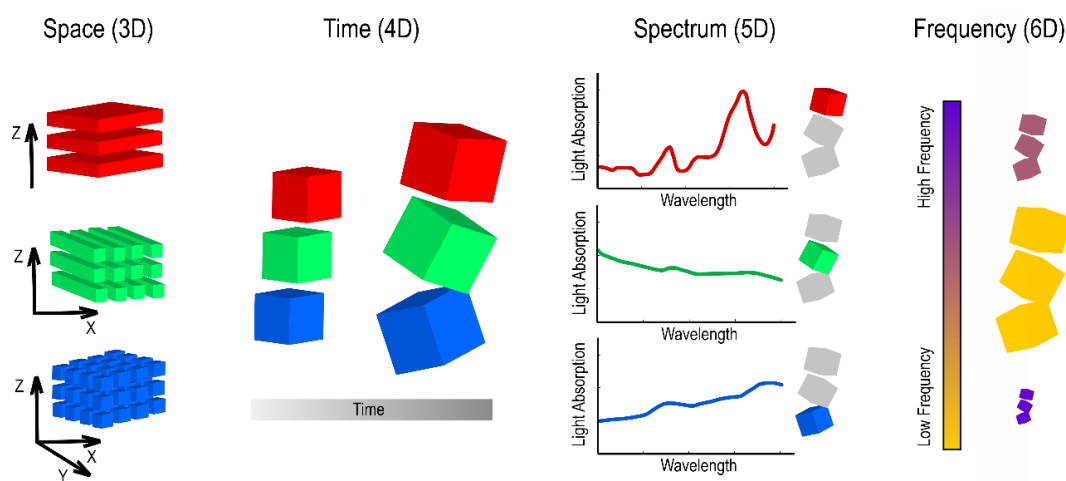 Space (3D)
Z
Z
X
Z
X
Y
Time (4D)
Time
Spectrum (5D)
Light Absorption
Wavelength
Light Absorption
Wavelength
Light Absorption
Wavelength
Frequency (6D)
High Frequency
Low Frequency